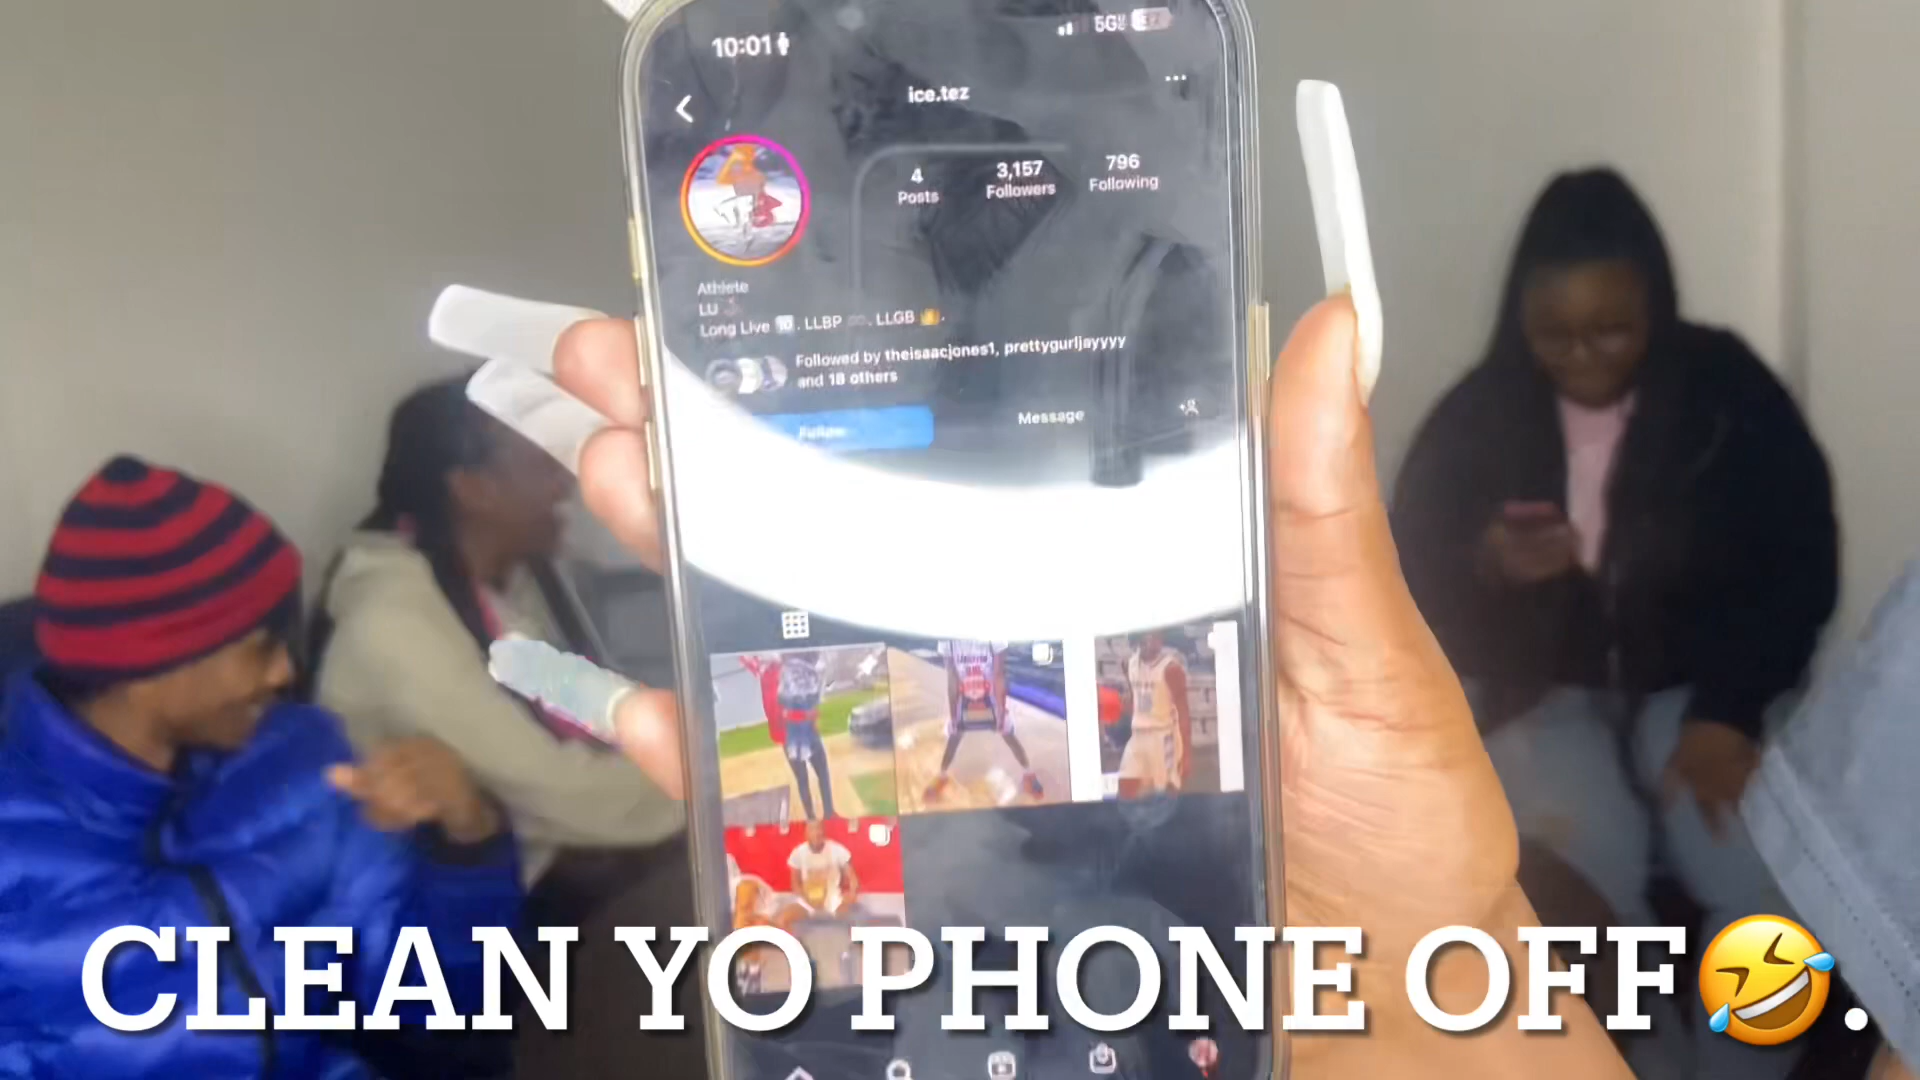 10:01
5G
ice.tez
4
Posts
3,157
Followers
796
Following
Athlete
LU
Long Live 🔟. LLBP . LLGB .
Followed by theisaacjones1, prettygurljayyyy
and 18 others
Follow
Message
CLEAN YO PHONE OFF🤣.